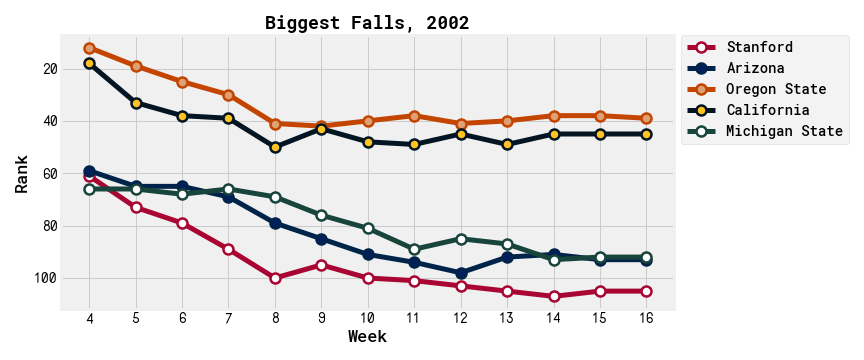 Biggest Falls, 2002
Stanford
Arizona
Oregon State
California
Michigan State
Rank
20
40
60
80
100
4 5 6 7 8 9 10 11 12 13 14 15 16
Week